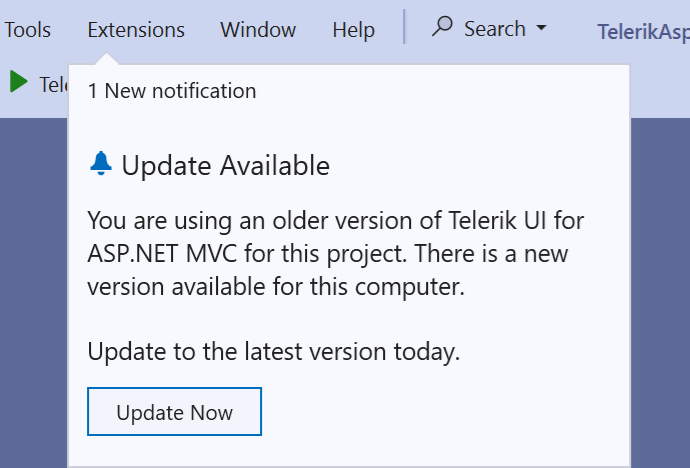 Tools Extensions Window Help Search TelerikAsp
Tele
1 New notification
Update Available
You are using an older version of Telerik UI for
ASP.NET MVC for this project. There is a new
version available for this computer.
Update to the latest version today.
Update Now